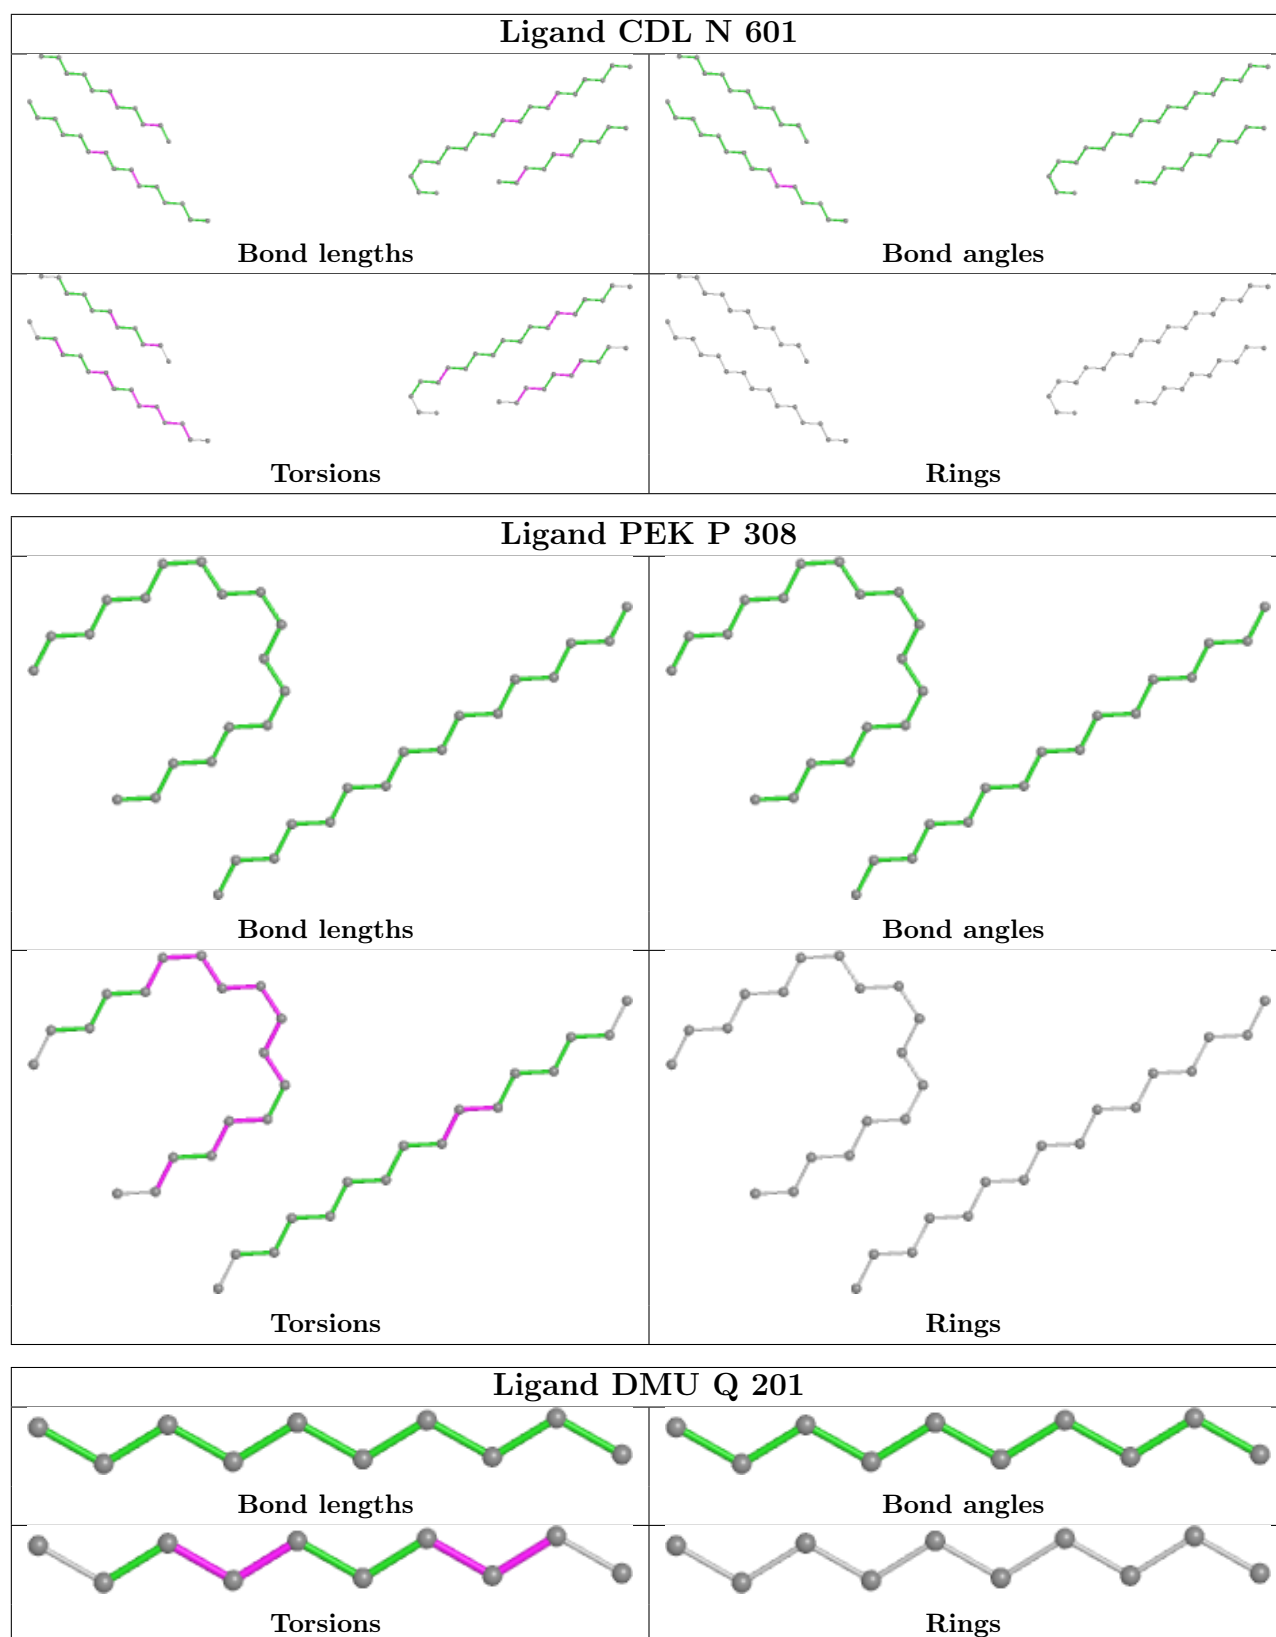 Ligand CDL N 601
Bond lengths
Bond angles
Torsions
Rings
Ligand PEK P 308
Bond lengths
Bond angles
Torsions
Rings
Ligand DMU Q 201
Bond lengths
Bond angles
Torsions
Rings